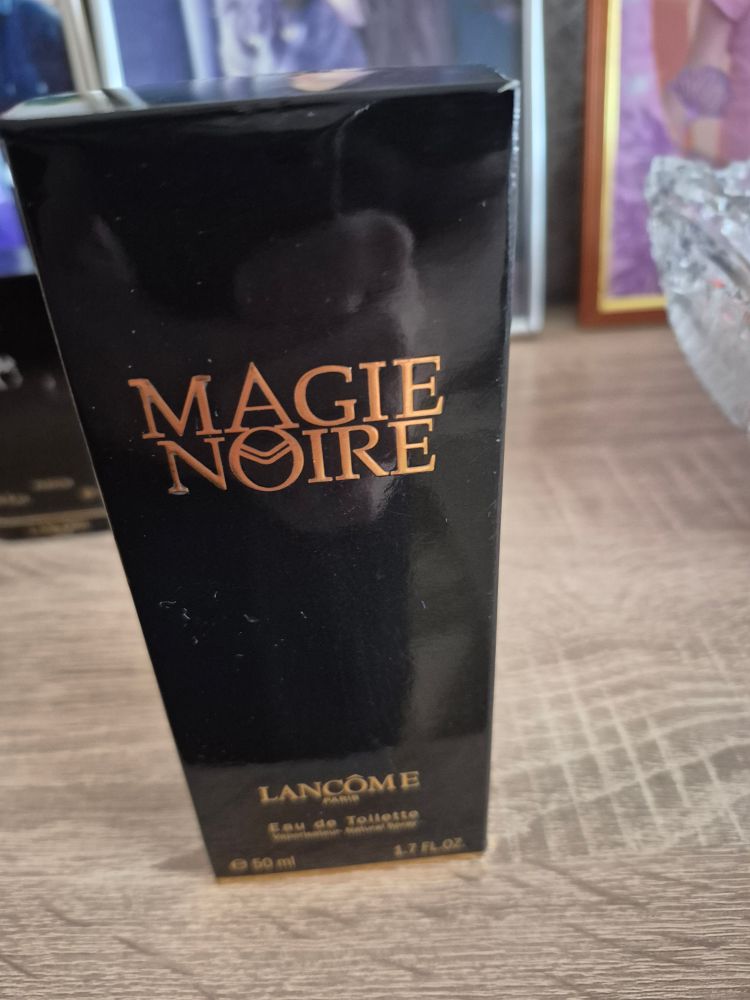 MAGIE
NOIRE
LANCÔME
PARIS
Eau de Toilette
Vaporisateur Natural Spray
℮ 50 ml 1.7 FL.OZ.